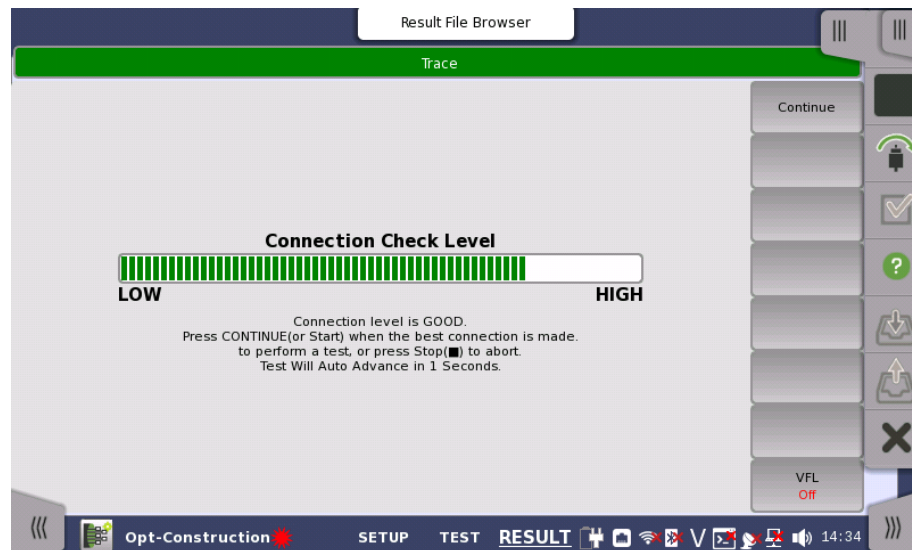 Result File Browser
Trace
Continue
Connection Check Level
LOW HIGH
Connection level is GOOD.
Press CONTINUE(or Start) when the best connection is made.
to perform a test, or press Stop(■) to abort.
Test Will Auto Advance in 1 Seconds.
VFL
Off
Opt-Construction SETUP TEST RESULT V 14:34